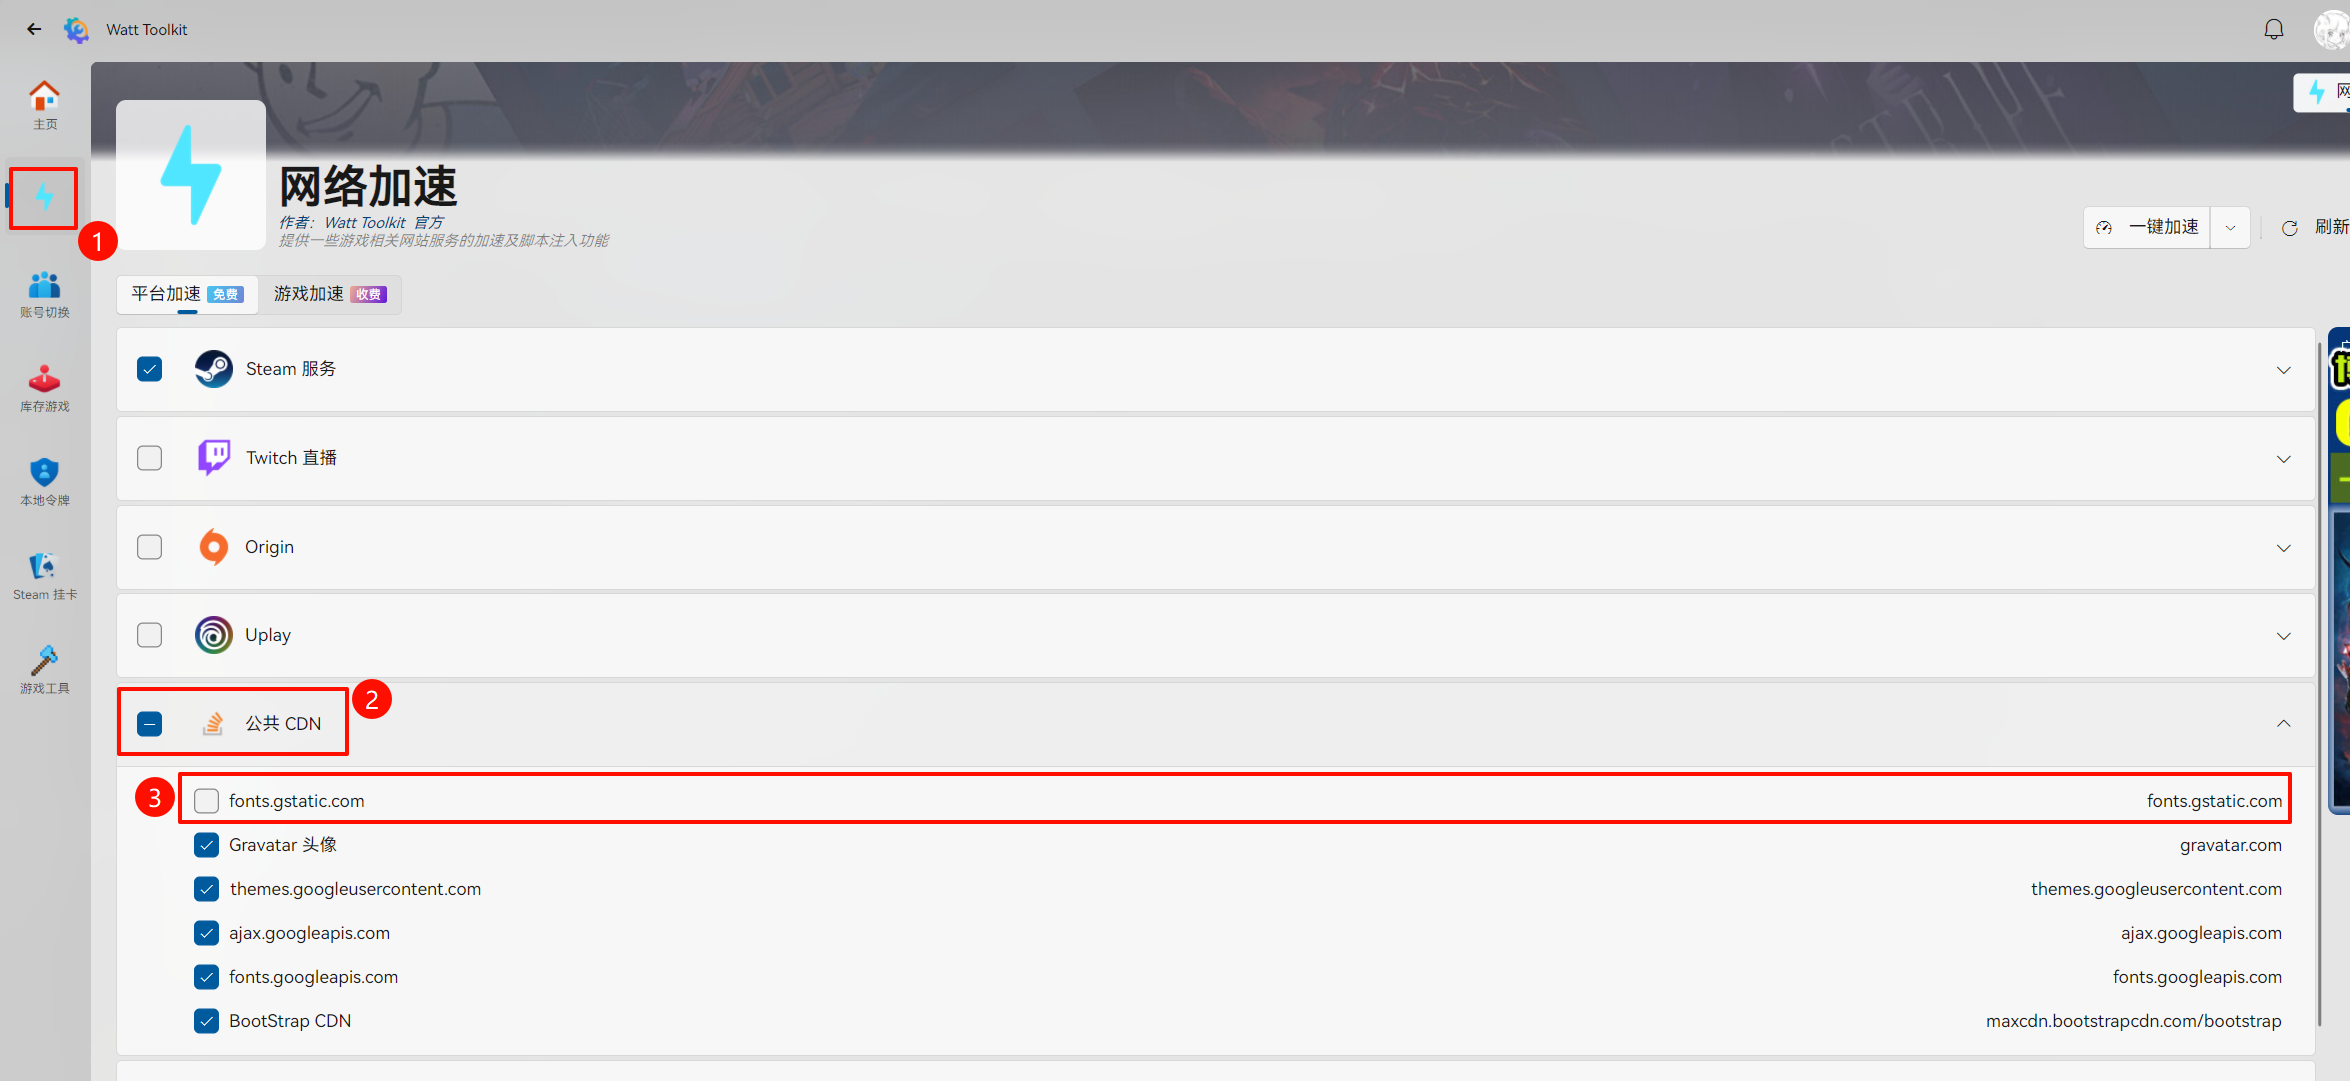 Watt Toolkit
主页
网络加速
作者： Watt Toolkit 官方
提供一些游戏相关网站服务的加速及脚本注入功能
1
一键加速
刷新
账号切换
平台加速 免费
游戏加速 收费
库存游戏
Steam 服务
本地令牌
Twitch 直播
Steam 挂卡
Origin
游戏工具
Uplay
2
公共 CDN
3
fonts.gstatic.com fonts.gstatic.com
Gravatar 头像 gravatar.com
themes.googleusercontent.com themes.googleusercontent.com
ajax.googleapis.com ajax.googleapis.com
fonts.googleapis.com fonts.googleapis.com
BootStrap CDN maxcdn.bootstrapcdn.com/bootstrap